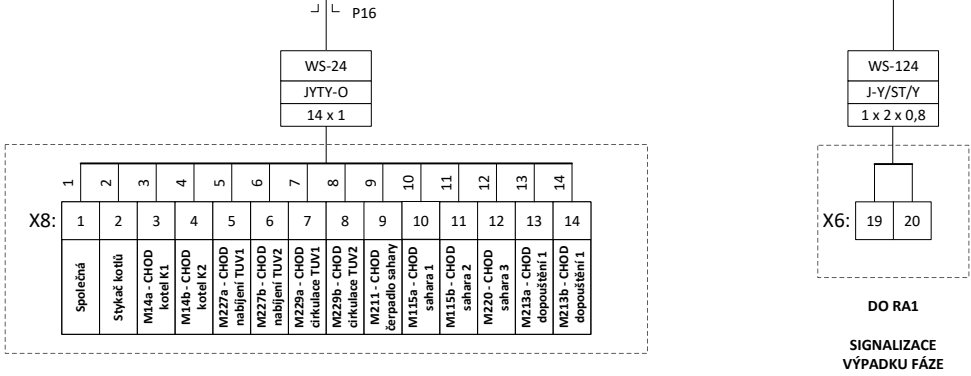 P16
WS-24
JYTY-O
14 x 1
1 2 3 4 5 6 7 8 9 10 11 12 13 14
X8: 1 2 3 4 5 6 7 8 9 10 11 12 13 14
Společná
Stykač kotlů
M14a - CHOD
kotel K1
M14b - CHOD
kotel K2
M227a - CHOD
nabíjení TUV1
M227b - CHOD
nabíjení TUV2
M229a - CHOD
cirkulace TUV1
M229b - CHOD
cirkulace TUV2
M211 - CHOD
čerpadlo sahary
M115a - CHOD
sahara 1
M115b - CHOD
sahara 2
M220 - CHOD
sahara 3
M213a - CHOD
dopouštění 1
M213b - CHOD
dopouštění 1
WS-124
J-Y/ST/Y
1 x 2 x 0,8
X6: 19 20
DO RA1
SIGNALIZACE
VÝPADKU FÁZE